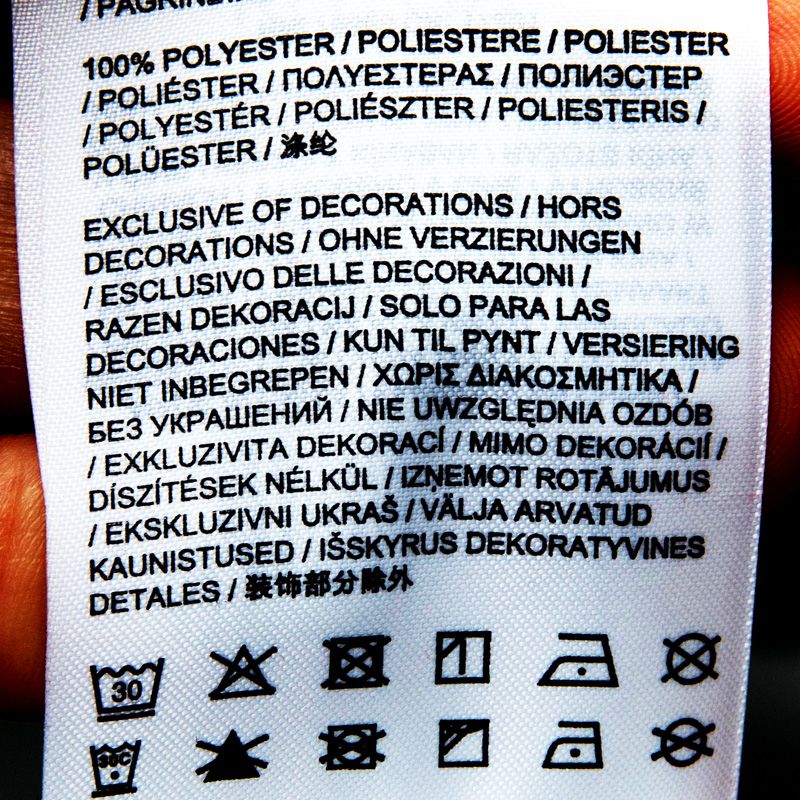 100% POLYESTER / POLIESTERE / POLIESTER
/ POLIÉSTER / ΠΟΛΥΕΣΤΕΡΑΣ / ПОЛИЭСТЕР
/ POLYESTÉR / POLIÉSZTER / POLIESTERIS /
POLÜESTER / 涤纶
EXCLUSIVE OF DECORATIONS / HORS
DECORATIONS / OHNE VERZIERUNGEN
/ ESCLUSIVO DELLE DECORAZIONI /
RAZEN DEKORACIJ / SOLO PARA LAS
DECORACIONES / KUN TIL PYNT / VERSIERING
NIET INBEGREPEN / ΧΩΡΙΣ ΔΙΑΚΟΣΜΗΤΙΚΑ /
БЕЗ УКРАШЕНИЙ / NIE UWZGLĘDNIA OZDÓB
/ EXKLUZIVITA DEKORACÍ / MIMO DEKORÁCIÍ /
DÍSZÍTÉSEK NÉLKÜL / IZŅEMOT ROTĀJUMUS
/ EKSKLUZIVNI UKRAŠ / VÄLJA ARVATUD
KAUNISTUSED / IŠSKYRUS DEKORATYVINES
DETALES / 装饰部分除外
30
30C